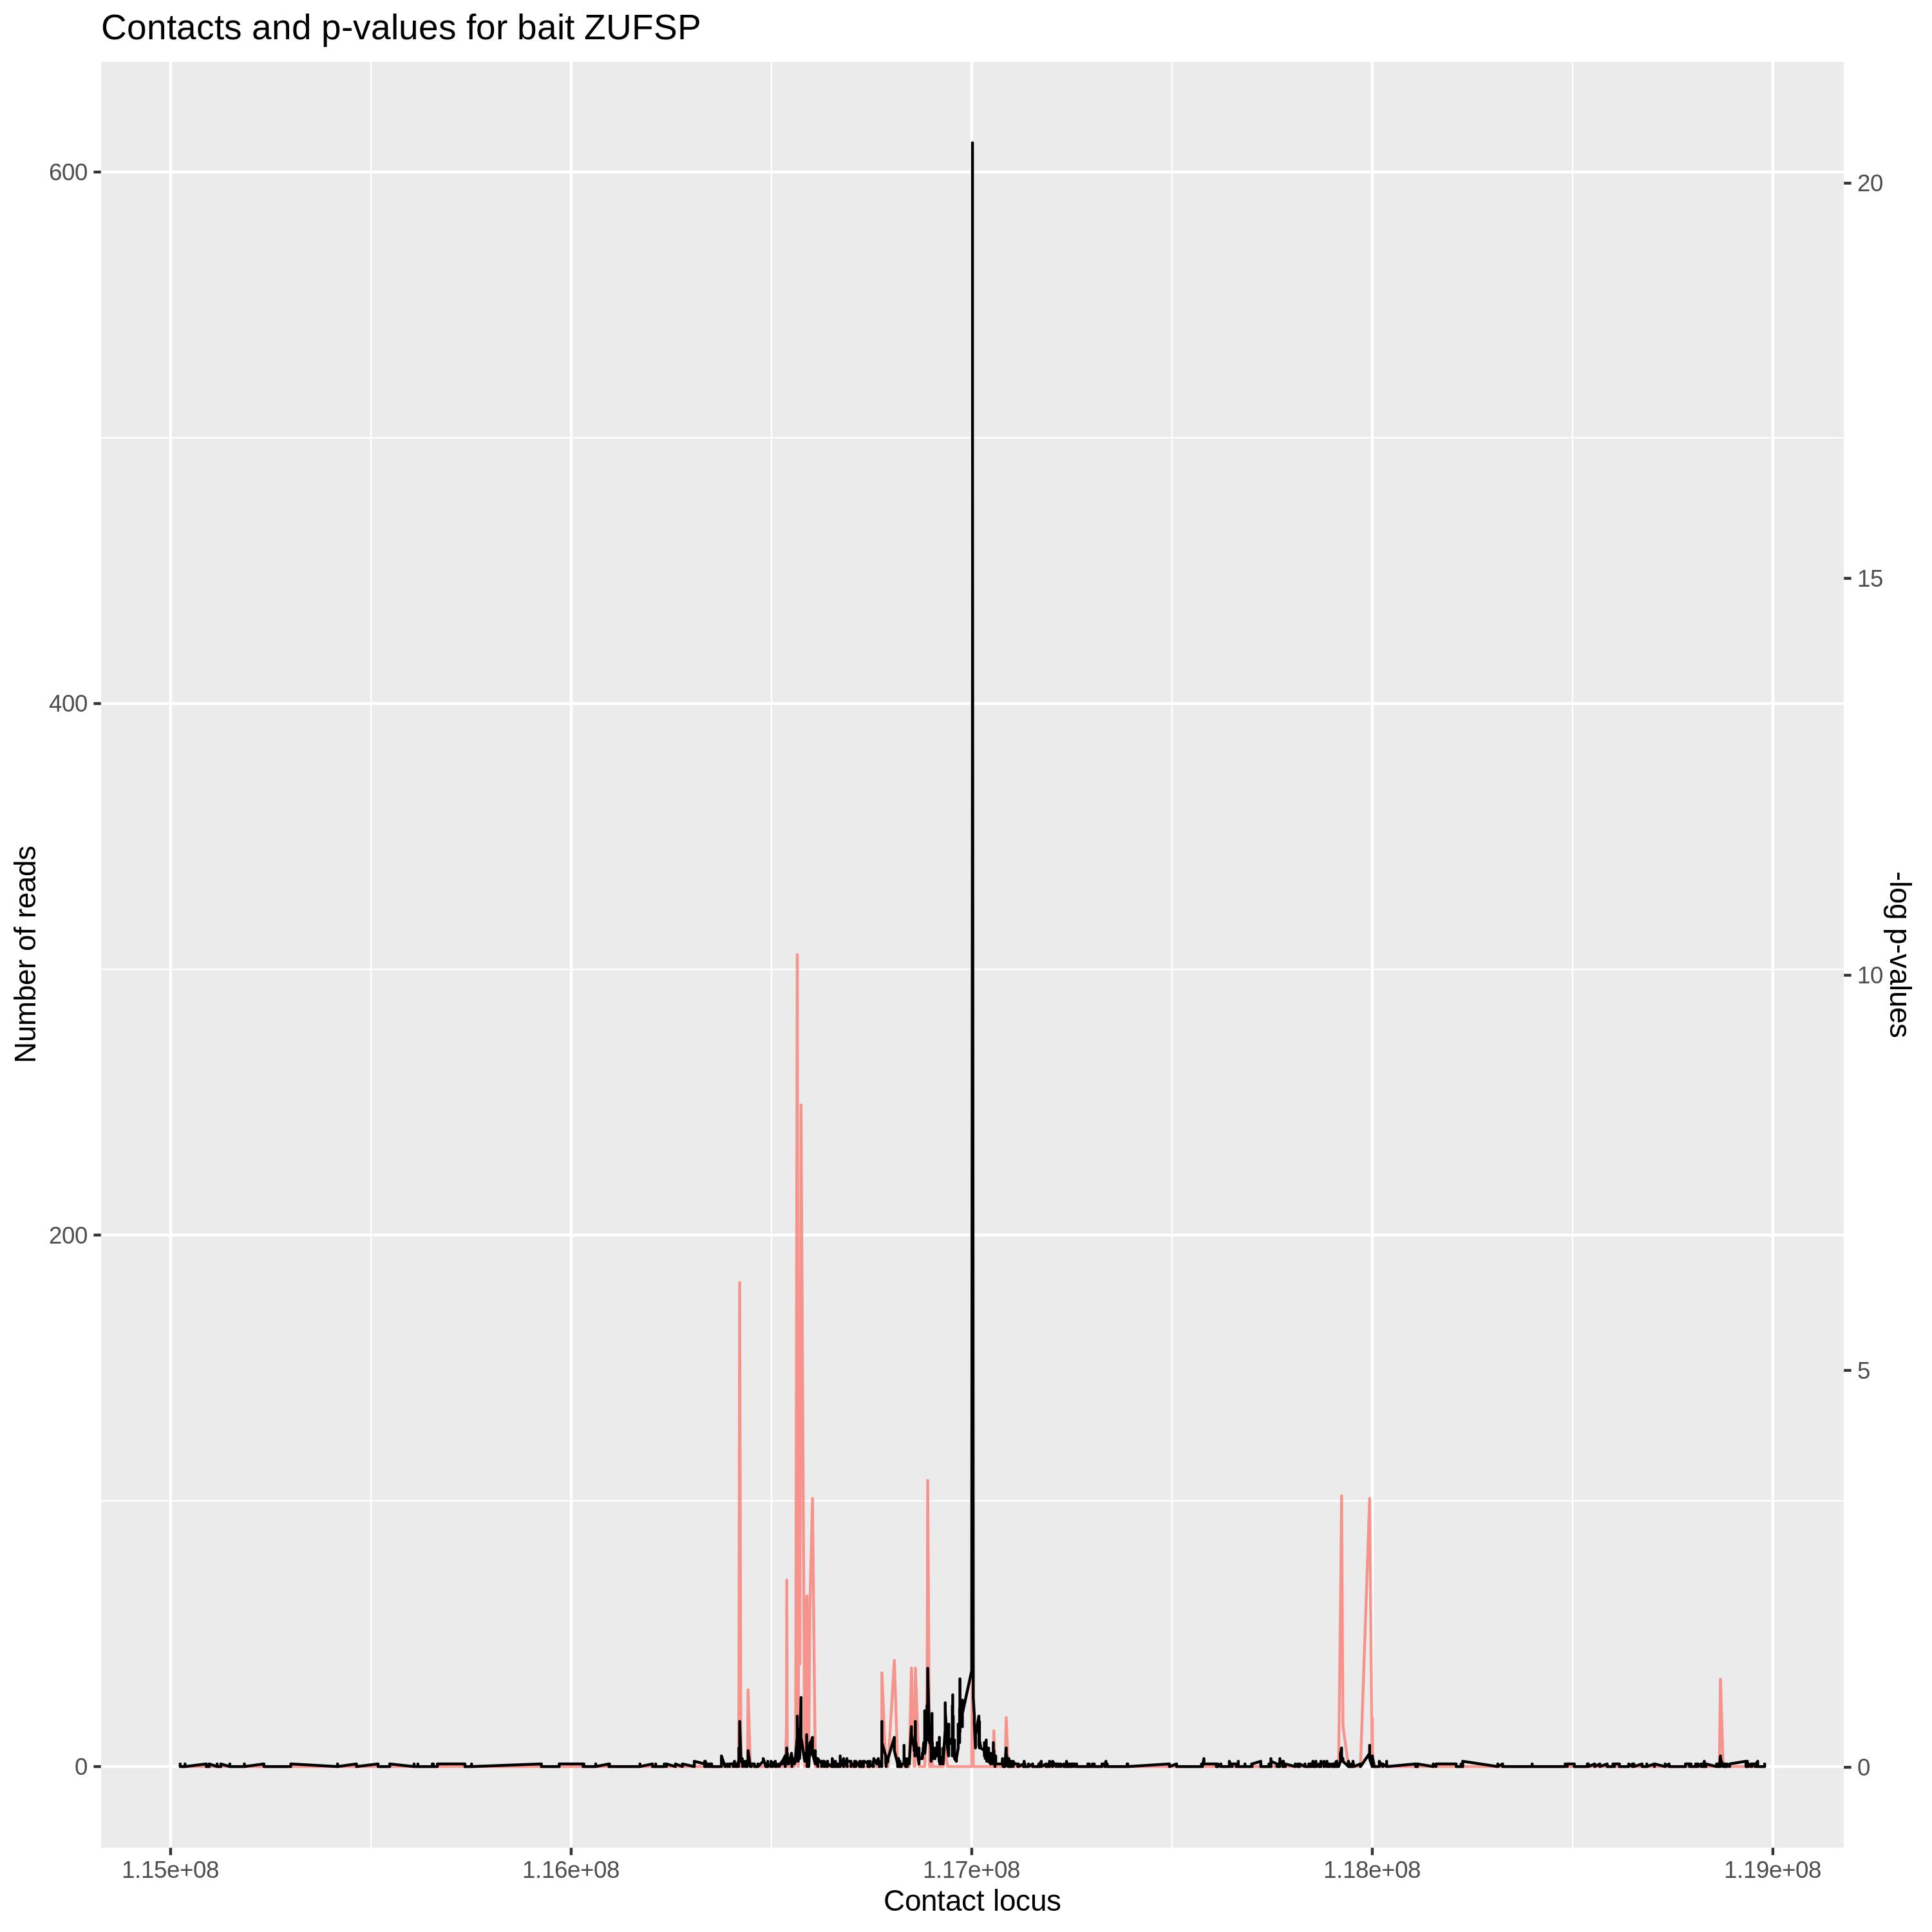 Contacts and p-values for bait ZUFSP
600
400
200
0
Number of reads
20
15
10
5
0
-log p-values
1.15e+08
1.16e+08
1.17e+08
1.18e+08
1.19e+08
Contact locus